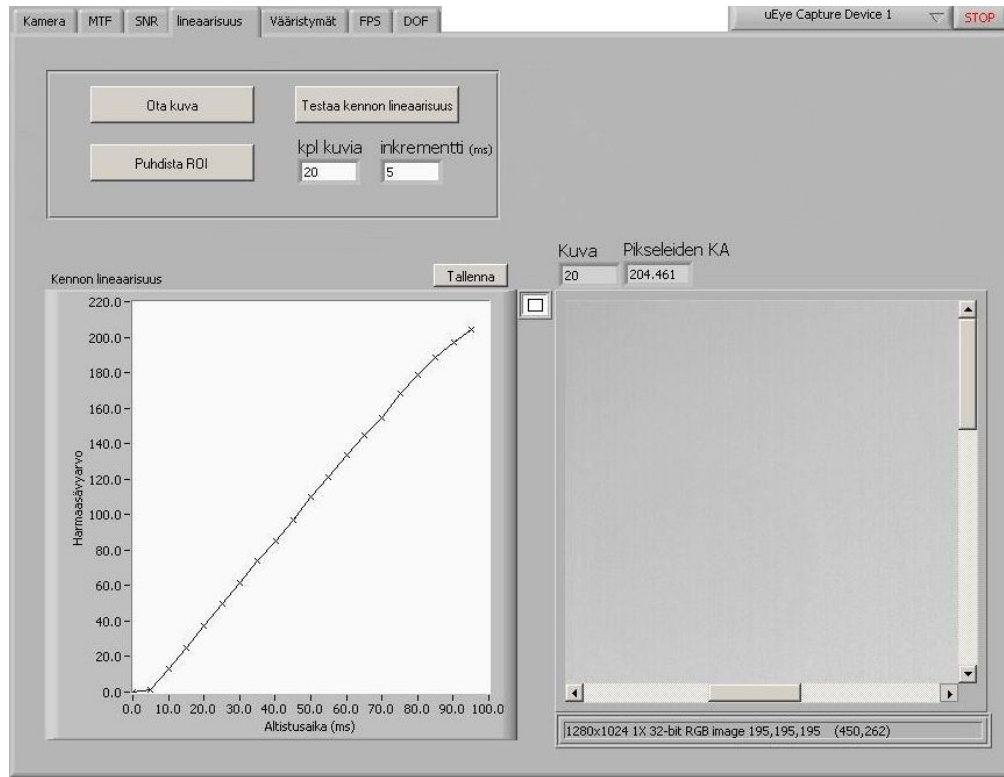 Kamera MTF SNR lineaarisuus Vääristymät FPS DOF
uEye Capture Device 1 STOP
Ota kuva
Testaa kennon lineaarisuus
Puhdista ROI
kpl kuvia inkrementti (ms)
20 5
Kuva Pikseleiden KA
20 204.461
Kennon lineaarisuus
Tallenna
220.0
200.0
180.0
160.0
140.0
120.0
100.0
80.0
60.0
40.0
20.0
0.0
Harmaasävyarvo
0.0 10.0 20.0 30.0 40.0 50.0 60.0 70.0 80.0 90.0 100.0
Altistusaika (ms)
1280x1024 1X 32-bit RGB image 195,195,195 (450,262)